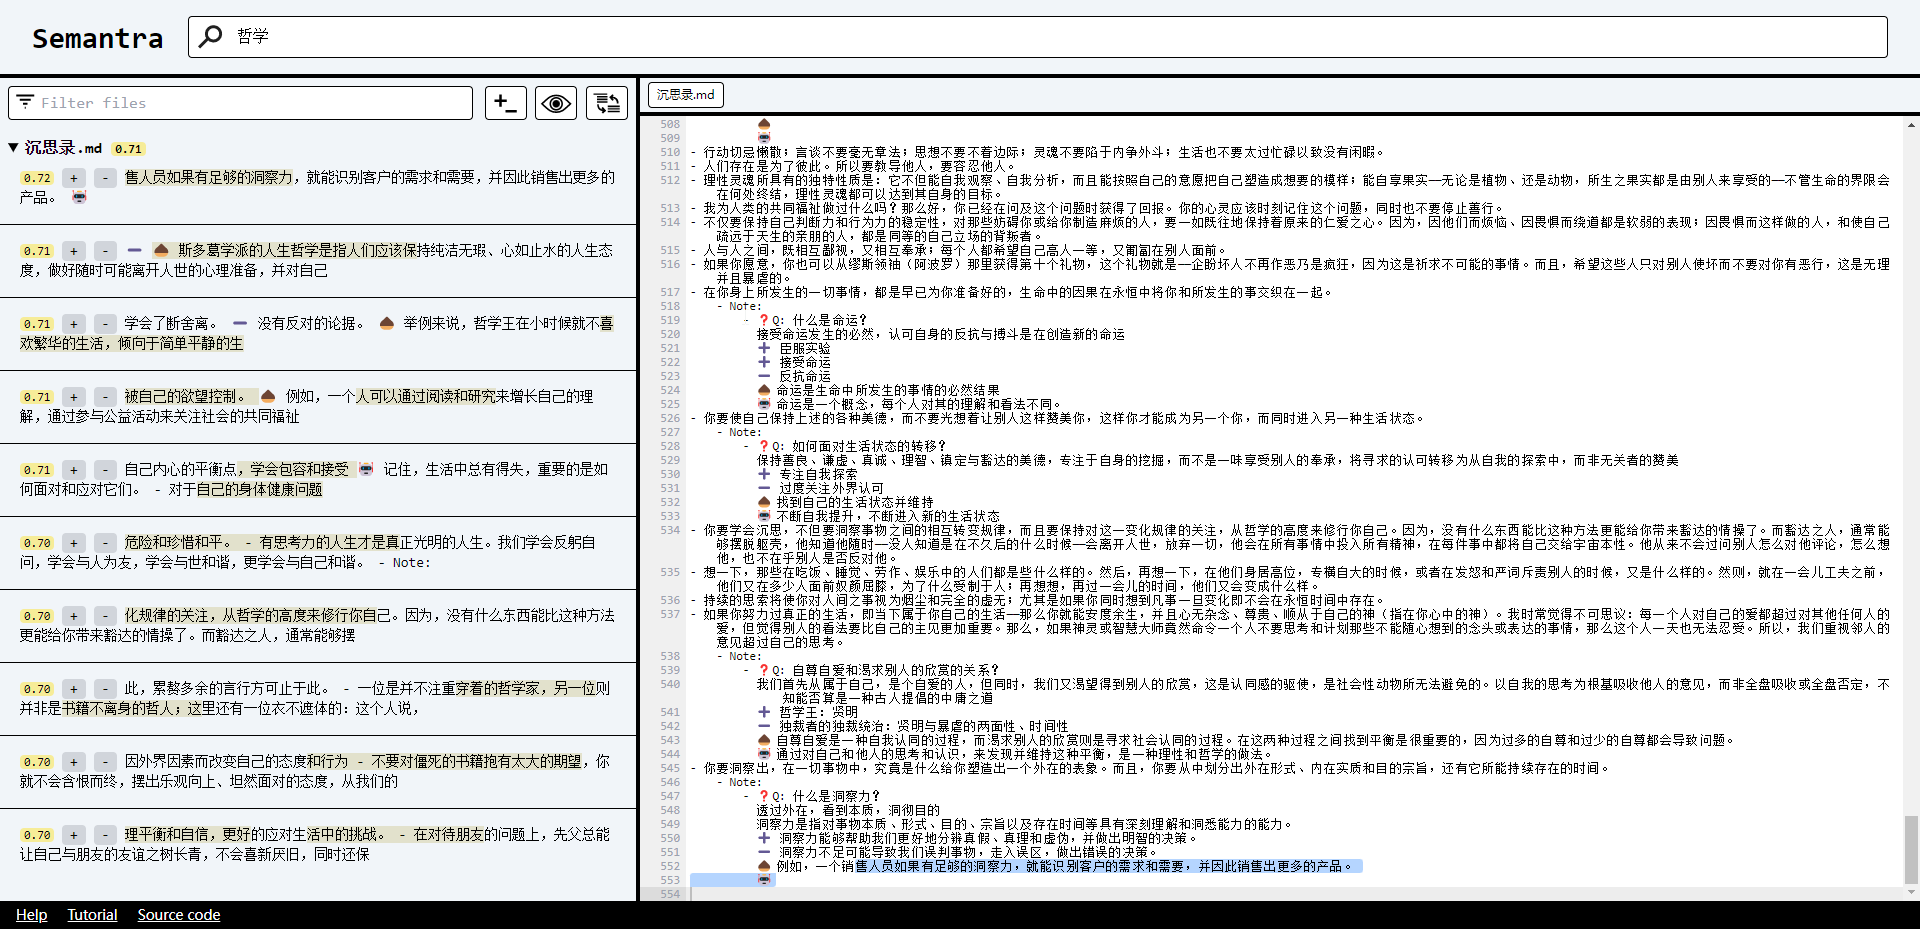 Semantra
哲学
Filter files
沉思录.md
▼ 沉思录.md 0.71
0.72 + - 售人员如果有足够的洞察力，就能识别客户的需求和需要，并因此销售出更多的
产品。 🤖
0.71 + - ➖ 🌰 斯多葛学派的人生哲学是指人们应该保持纯洁无瑕、心如止水的人生态
度，做好随时可能离开人世的心理准备，并对自己
0.71 + - 学会了断舍离。 ➖ 没有反对的论据。 🌰 举例来说，哲学王在小时候就不喜
欢繁华的生活，倾向于简单平静的生
0.71 + - 被自己的欲望控制。 🌰 例如，一个人可以通过阅读和研究来增长自己的理
解，通过参与公益活动来关注社会的共同福祉
0.71 + - 自己内心的平衡点，学会包容和接受 🤖 记住，生活中总有得失，重要的是如
何面对和应对它们。 - 对于自己的身体健康问题
0.70 + - 危险和珍惜和平。 - 有思考力的人生才是真正光明的人生。我们学会反躬自
问，学会与人为友，学会与世和谐，更学会与自己和谐。 - Note:
0.70 + - 化规律的关注，从哲学的高度来修行你自己。因为，没有什么东西能比这种方法
更能给你带来豁达的情操了。而豁达之人，通常能够摆
0.70 + - 此，累赘多余的言行方可止于此。 - 一位是并不注重穿着的哲学家，另一位则
并非是书籍不离身的哲人；这里还有一位衣不遮体的：这个人说，
0.70 + - 因外界因素而改变自己的态度和行为 - 不要对僵死的书籍抱有太大的期望，你
就不会含恨而终，摆出乐观向上、坦然面对的态度，从我们的
0.70 + - 理平衡和自信，更好的应对生活中的挑战。 - 在对待朋友的问题上，先父总能
让自己与朋友的友谊之树长青，不会喜新厌旧，同时还保
508 🌰
509 🤖
510 - 行动切忌懒散；言谈不要毫无章法；思想不要不着边际；灵魂不要陷于内争外斗；生活也不要太过忙碌以致没有闲暇。
511 - 人们存在是为了彼此。所以要教导他人，要容忍他人。
512 - 理性灵魂所具有的独特性质是：它不但能自我观察、自我分析，而且能按照自己的意愿把自己塑造成想要的模样；能自享果实——无论是植物、还是动物，所生之果实都是由别人来享受的——不管生命的界限会
在何处终结，理性灵魂都可以达到其自身的目标。
513 - 我为人类的共同福祉做过什么吗？那么好，你已经在问及这个问题时获得了回报。你的心灵应该时刻记住这个问题，同时也不要停止善行。
514 - 不仅要保持自己判断力和行为力的稳定性，对那些妨碍你或给你制造麻烦的人，要一如既往地保持着原来的仁爱之心。因为，因他们而烦恼、因畏惧而绕道都是软弱的表现；因畏惧而这样做的人，和使自己
疏远于天生的亲朋的人，都是同等的自己立场的背叛者。
515 - 人与人之间，既相互鄙视，又相互奉承；每个人都希望自己高人一等，又匍匐在别人面前。
516 - 如果你愿意，你也可以从缪斯领袖（阿波罗）那里获得第十个礼物，这个礼物就是——企盼坏人不再作恶乃是疯狂，因为这是祈求不可能的事情。而且，希望这些人只对别人使坏而不要对你有恶行，这是无理
并且暴虐的。
517 - 在你身上所发生的一切事情，都是早已为你准备好的，生命中的因果在永恒中将你和所发生的事交织在一起。
518 - Note:
519 - ❓Q: 什么是命运？
520 接受命运发生的必然，认可自身的反抗与搏斗是在创造新的命运
521 ➕ 臣服实验
522 ➕ 接受命运
523 ➖ 反抗命运
524 🌰 命运是生命中所发生的事情的必然结果
525 🤖 命运是一个概念，每个人对其的理解和看法不同。
526 - 你要使自己保持上述的各种美德，而不要光想着让别人这样赞美你，这样你才能成为另一个你，而同时进入另一种生活状态。
527 - Note:
528 - ❓Q: 如何面对生活状态的转移？
529 保持善良、谦虚、真诚、理智、镇定与豁达的美德，专注于自身的挖掘，而不是一味享受别人的奉承，将寻求的认可转移为从自我的探索中，而非无关者的赞美
530 ➕ 专注自我探索
531 ➖ 过度关注外界认可
532 🌰 找到自己的生活状态并维持
533 🤖 不断自我提升，不断进入新的生活状态
534 - 你要学会沉思，不但要洞察事物之间的相互转变规律，而且要保持对这一变化规律的关注，从哲学的高度来修行你自己。因为，没有什么东西能比这种方法更能给你带来豁达的情操了。而豁达之人，通常能
够摆脱躯壳，他知道他随时——没人知道是在不久后的什么时候——会离开人世，放弃一切，他会在所有事情中投入所有精神，在每件事中都将自己交给宇宙本性。他从来不会过问别人怎么对他评论，怎么想
他，也不在乎别人是否反对他。
535 - 想一下，那些在吃饭、睡觉、劳作、娱乐中的人们都是些什么样的。然后，再想一下，在他们身居高位，专横自大的时候，或者在发怒和严词斥责别人的时候，又是什么样的。然则，就在一会儿工夫之前，
他们又在多少人面前奴颜屈膝，为了什么受制于人；再想想，再过一会儿的时间，他们又会变成什么样。
536 - 持续的思索将使你对人间之事视为烟尘和完全的虚无；尤其是如果你同时想到凡事一旦变化即不会在永恒时间中存在。
537 - 如果你努力过真正的生活，即当下属于你自己的生活——那么你就能安度余生，并且心无杂念、尊贵、顺从于自己的神（指在你心中的神）。我时常觉得不可思议：每一个人对自己的爱都超过对其他任何人的
爱，但觉得别人的看法要比自己的主见更加重要。那么，如果神灵或智慧大师竟然命令一个人不要思考和计划那些不能随心想到的念头或表达的事情，那么这个人一天也无法忍受。所以，我们重视邻人的
意见超过自己的思考。
538 - Note:
539 - ❓Q: 自尊自爱和渴求别人的欣赏的关系？
540 我们首先从属于自己，是个自爱的人，但同时，我们又渴望得到别人的欣赏，这是认同感的驱使，是社会性动物所无法避免的。以自我的思考为根基吸收他人的意见，而非全盘吸收或全盘否定，不
知能否算是一种古人提倡的中庸之道
541 ➕ 哲学王：贤明
542 ➖ 独裁者的独裁统治：贤明与暴虐的两面性、时间性
543 🌰 自尊自爱是一种自我认同的过程，而渴求别人的欣赏则是寻求社会认同的过程。在这两种过程之间找到平衡是很重要的，因为过多的自尊和过少的自尊都会导致问题。
544 🤖 通过对自己和他人的思考和认识，来发现并维持这种平衡，是一种理性和哲学的做法。
545 - 你要洞察出，在一切事物中，究竟是什么给你塑造出一个外在的表象。而且，你要从中划分出外在形式、内在实质和目的宗旨，还有它所能持续存在的时间。
546 - Note:
547 - ❓Q: 什么是洞察力？
548 透过外在，看到本质，洞彻目的
549 洞察力是指对事物本质、形式、目的、宗旨以及存在时间等具有深刻理解和洞悉能力的能力。
550 ➕ 洞察力能够帮助我们更好地分辨真假、真理和虚伪，并做出明智的决策。
551 ➖ 洞察力不足可能导致我们误判事物，走入误区，做出错误的决策。
552 🌰 例如，一个销售人员如果有足够的洞察力，就能识别客户的需求和需要，并因此销售出更多的产品。
553 🤖
554
Help Tutorial Source code